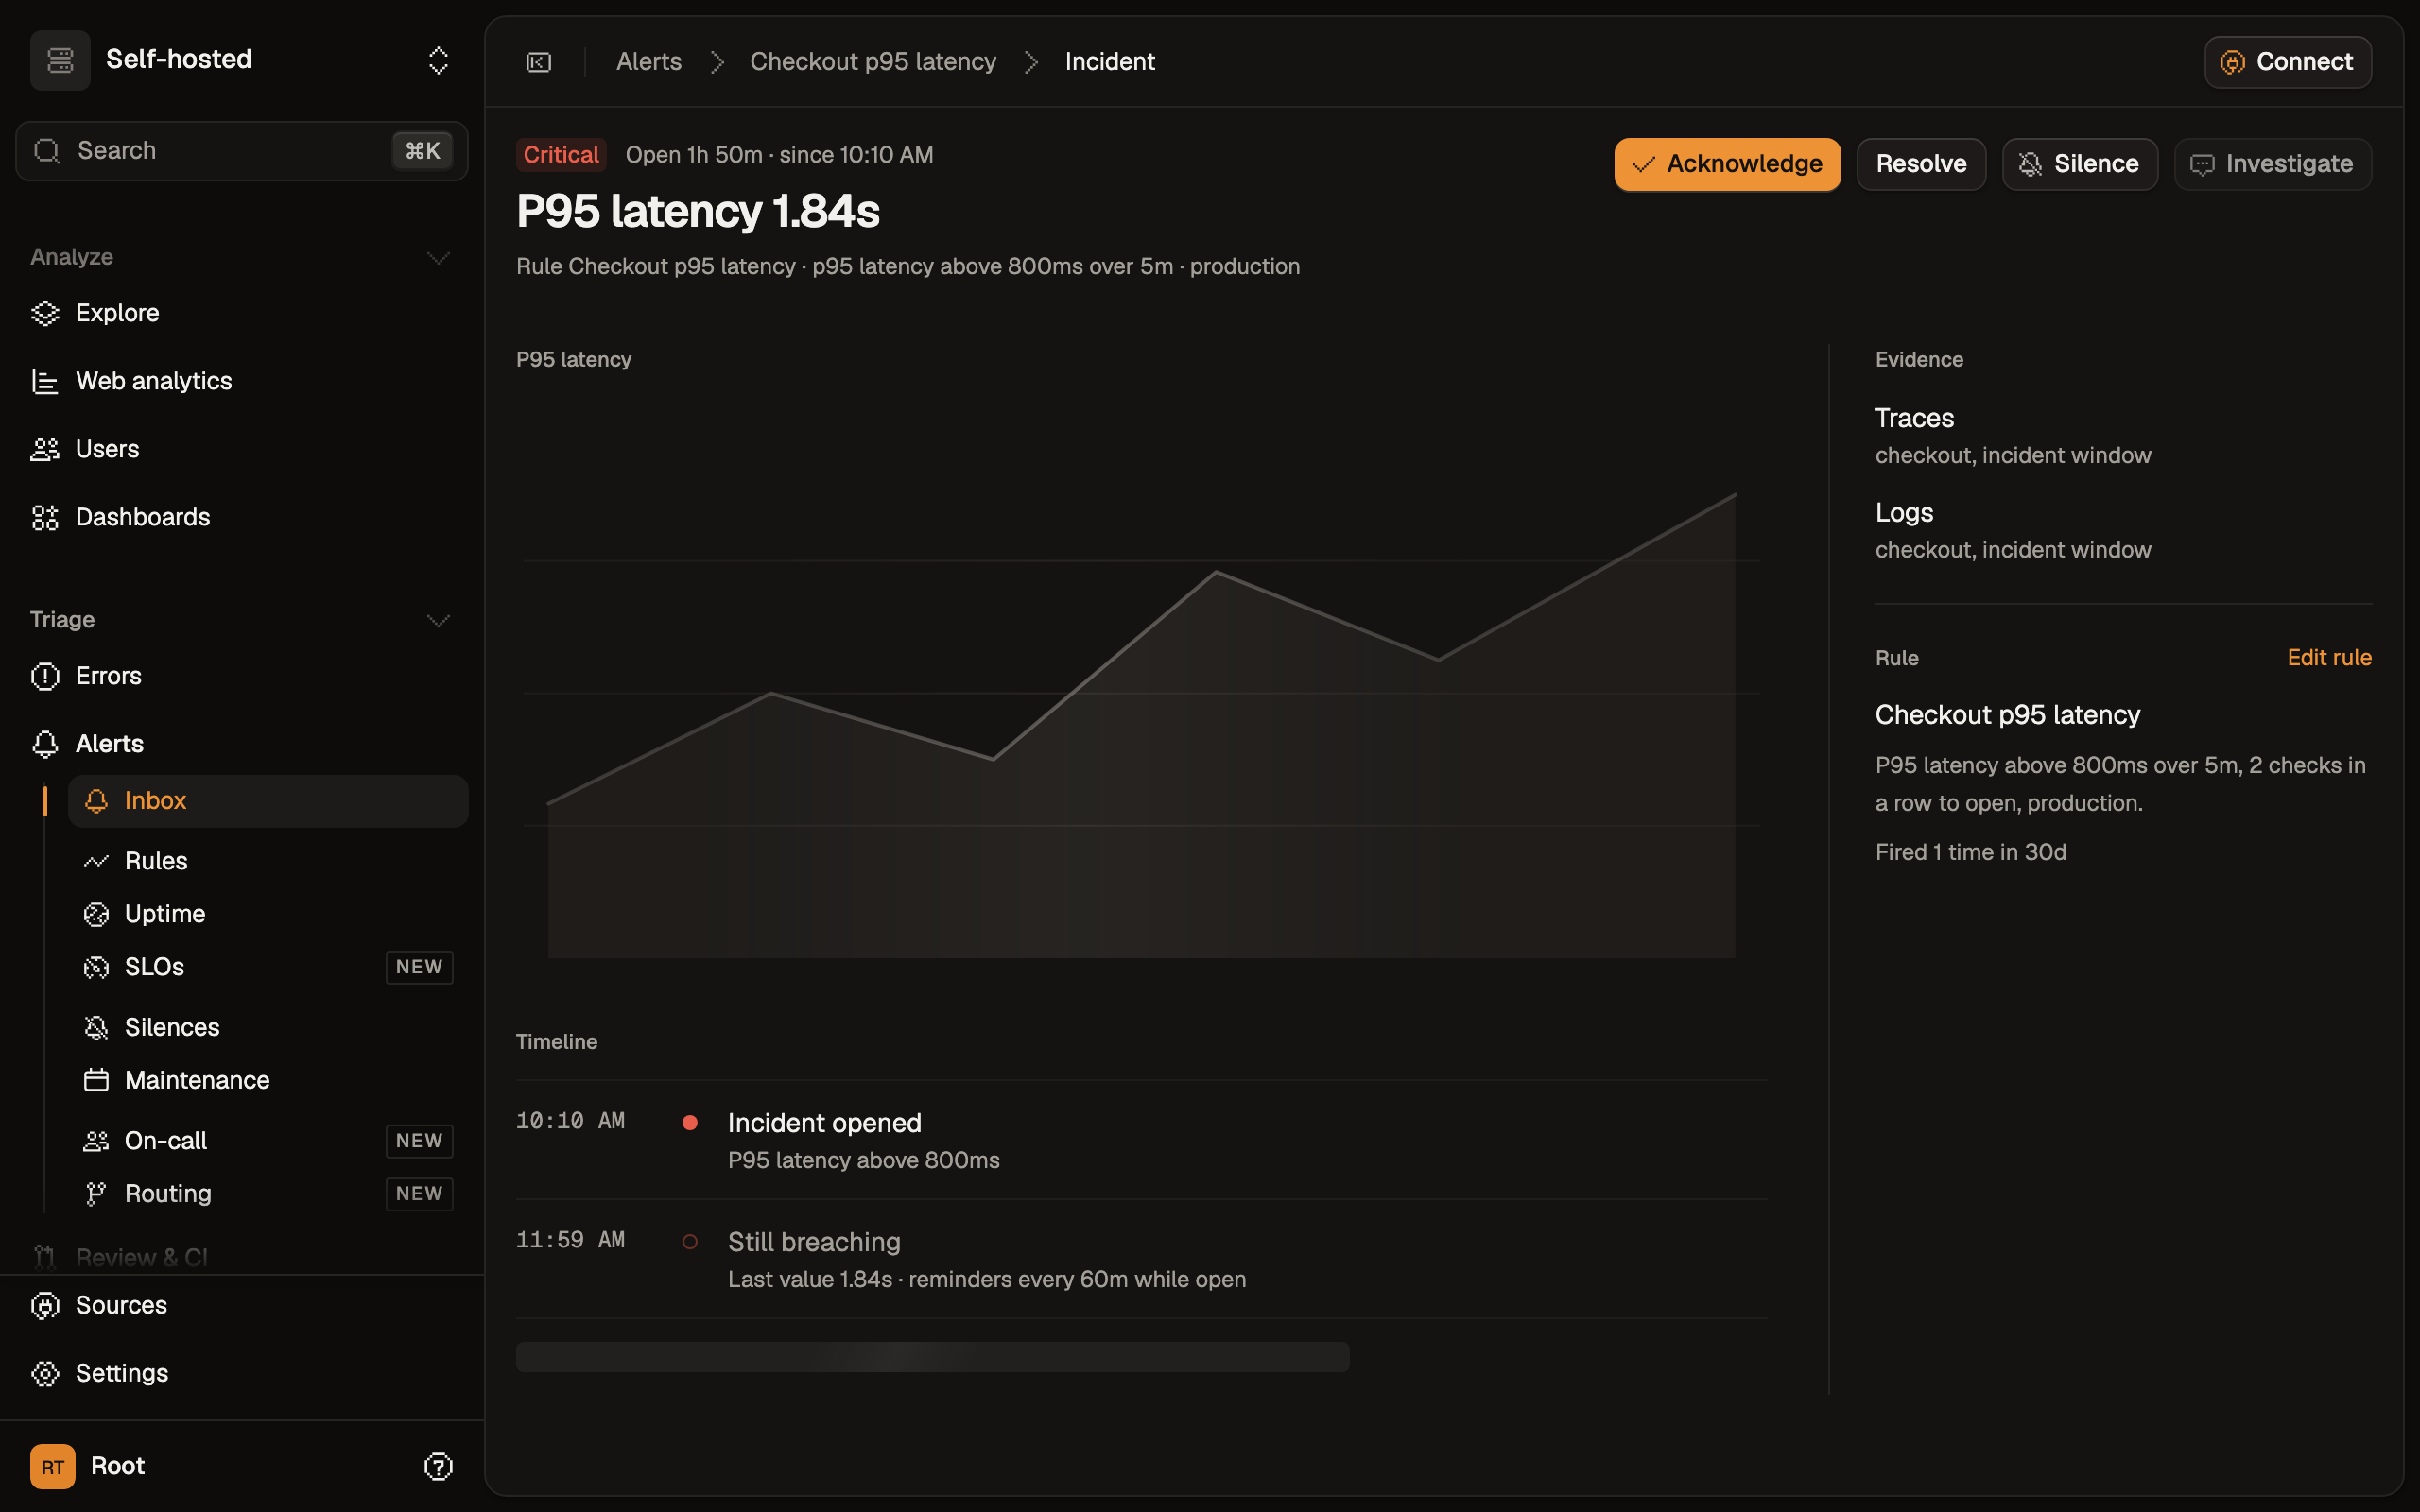 Self-hosted
Search
⌘K
Analyze
Explore
Web analytics
Users
Dashboards
Triage
Errors
Alerts
Inbox
Rules
Uptime
SLOs NEW
Silences
Maintenance
On-call NEW
Routing NEW
Review & CI
Sources
Settings
RT Root
Alerts Checkout p95 latency Incident
Connect
Critical Open 1h 50m · since 10:10 AM
P95 latency 1.84s
Rule Checkout p95 latency · p95 latency above 800ms over 5m · production
Acknowledge
Resolve
Silence
Investigate
P95 latency
Timeline
10:10 AM Incident opened
P95 latency above 800ms
11:59 AM Still breaching
Last value 1.84s · reminders every 60m while open
Evidence
Traces
checkout, incident window
Logs
checkout, incident window
Rule Edit rule
Checkout p95 latency
P95 latency above 800ms over 5m, 2 checks in
a row to open, production.
Fired 1 time in 30d